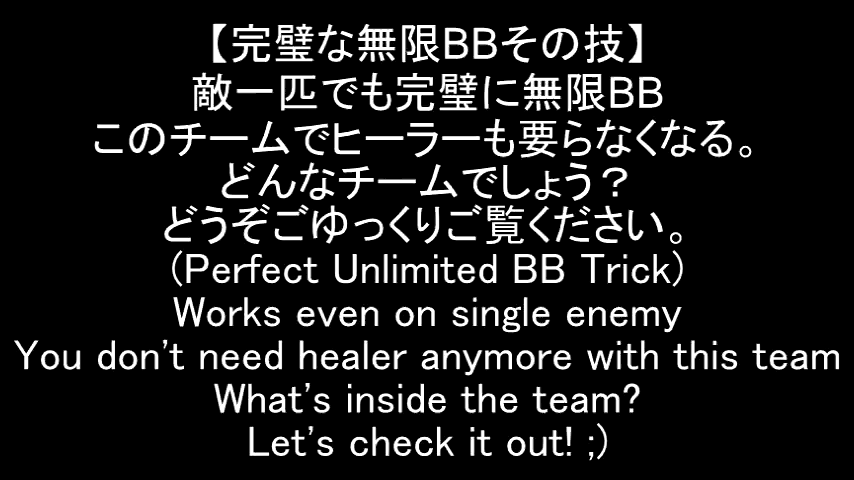 【完璧な無限BBその技】
敵一匹でも完璧に無限BB
このチームでヒーラーも要らなくなる。
どんなチームでしょう？
どうぞごゆっくりご覧ください。
(Perfect Unlimited BB Trick)
Works even on single enemy
You don't need healer anymore with this team
What's inside the team?
Let's check it out! ;)